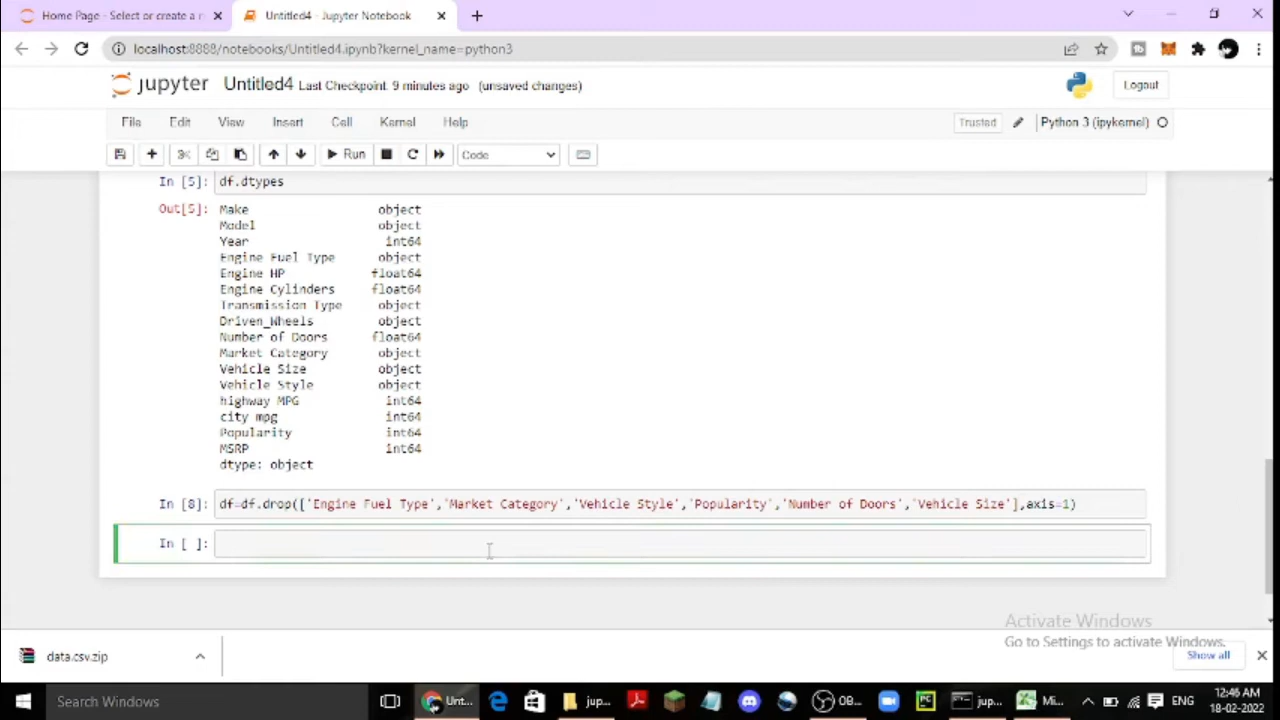 Home Page - Select or create a n
Untitled4 - Jupyter Notebook
localhost:8888/notebooks/Untitled4.ipynb?kernel_name=python3
jupyter Untitled4 Last Checkpoint: 9 minutes ago (unsaved changes)
Logout
File Edit View Insert Cell Kernel Help
Trusted Python 3 (ipykernel)
Run Code
In [5]: df.dtypes
Out[5]: Make object
Model object
Year int64
Engine Fuel Type object
Engine HP float64
Engine Cylinders float64
Transmission Type object
Driven_Wheels object
Number of Doors float64
Market Category object
Vehicle Size object
Vehicle Style object
highway MPG int64
city mpg int64
Popularity int64
MSRP int64
dtype: object
In [8]: df=df.drop(['Engine Fuel Type','Market Category','Vehicle Style','Popularity','Number of Doors','Vehicle Size'],axis=1)
In [ ]:
Activate Windows
Go to Settings to activate Windows.
data.csv.zip
Show all
Search Windows
Unt...
jup...
OB...
PC
jup...
Mi...
ENG
12:46 AM
18-02-2022